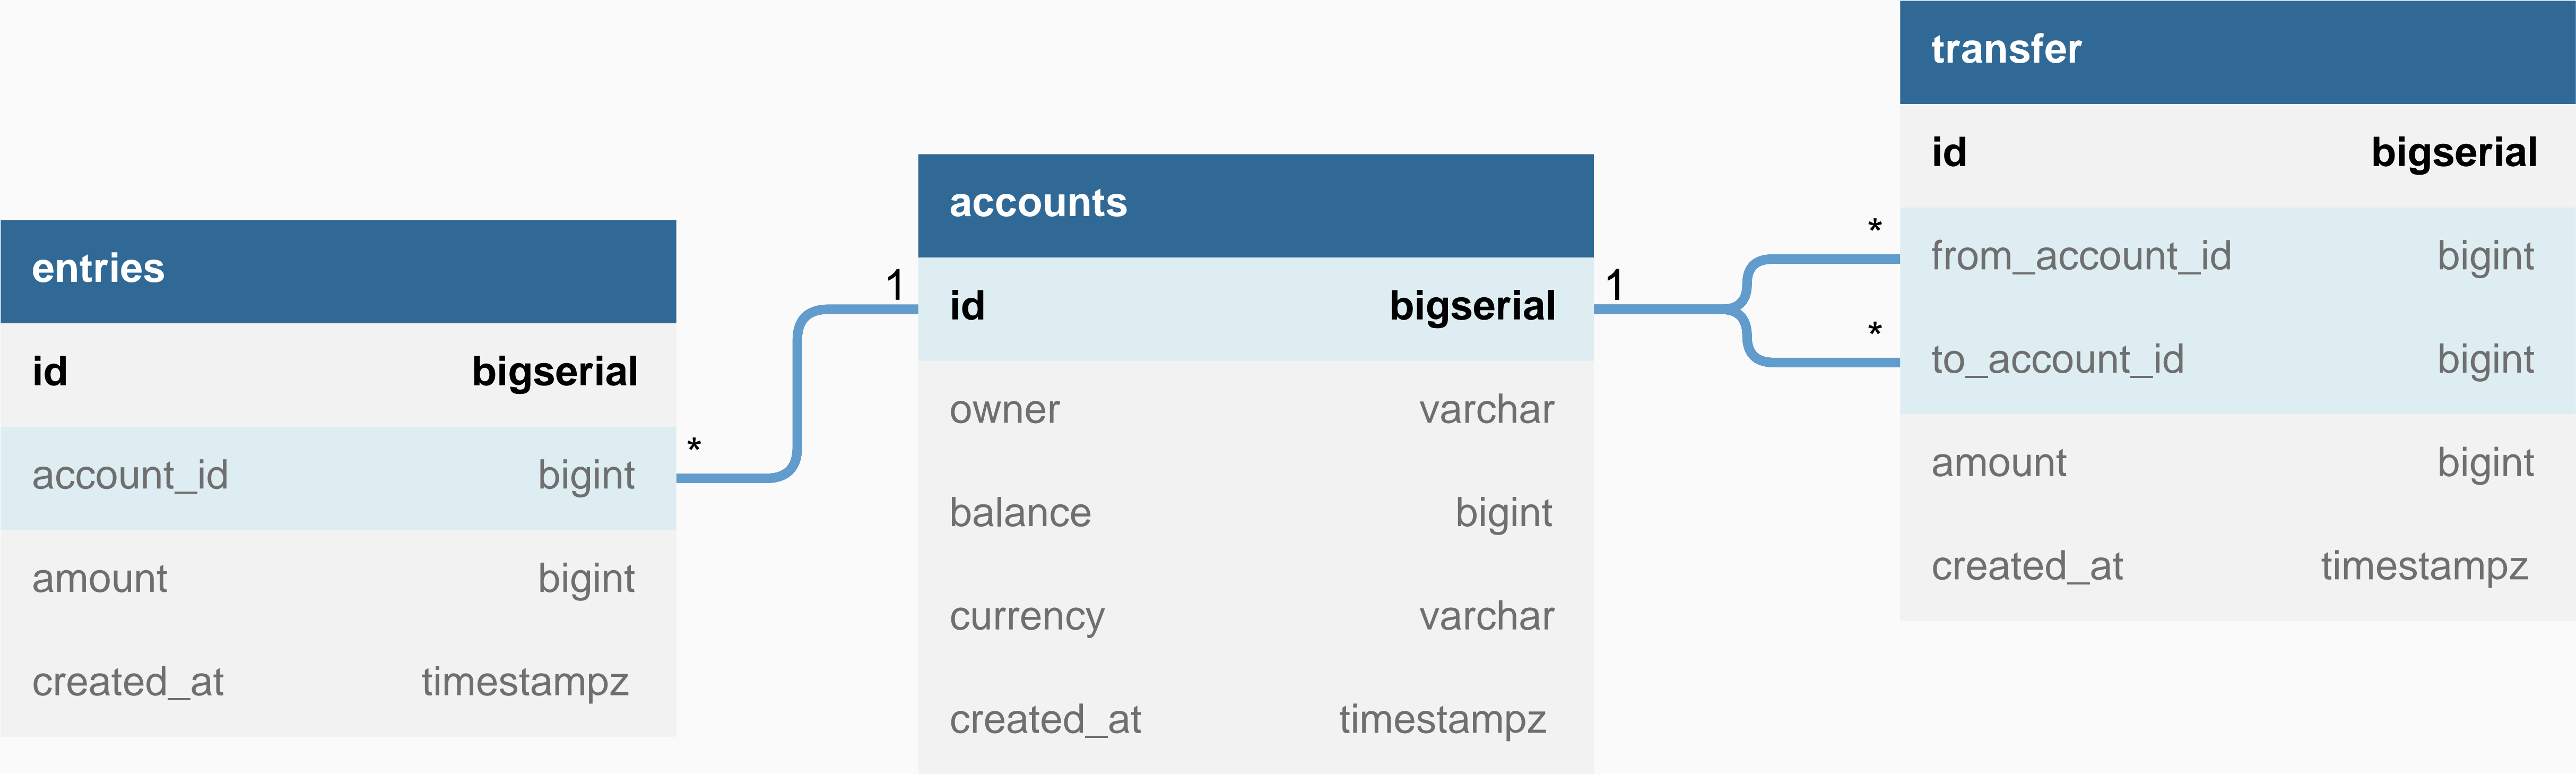 entries
id bigserial
account_id bigint
amount bigint
created_at timestampz
*
1
accounts
id bigserial
owner varchar
balance bigint
currency varchar
created_at timestampz
1
*
*
transfer
id bigserial
from_account_id bigint
to_account_id bigint
amount bigint
created_at timestampz